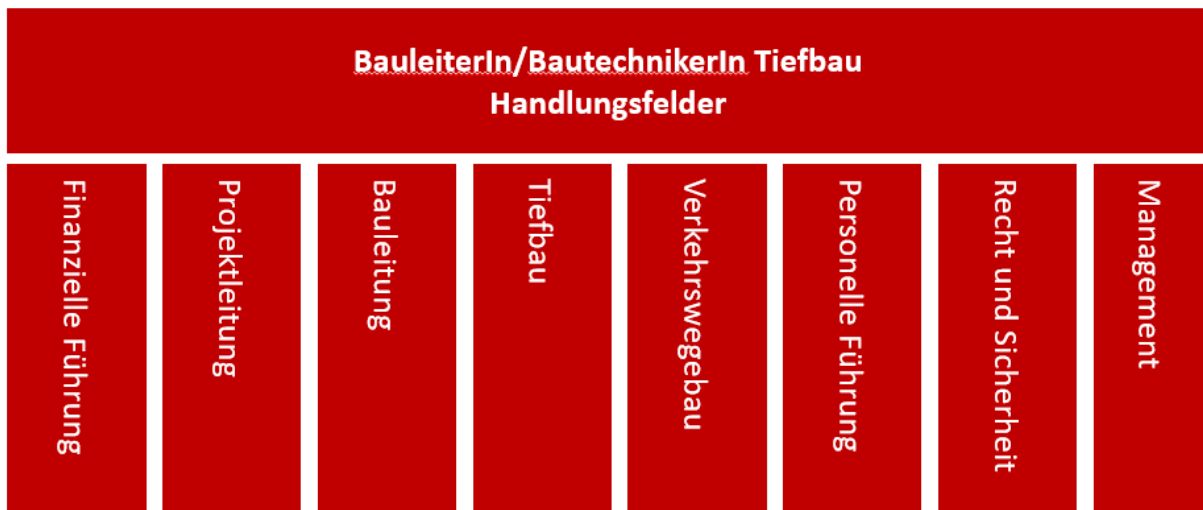 BauleiterIn/BautechnikerIn Tiefbau
Handlungsfelder
Finanzielle Führung
Projektleitung
Bauleitung
Tiefbau
Verkehrswegebau
Personelle Führung
Recht und Sicherheit
Management